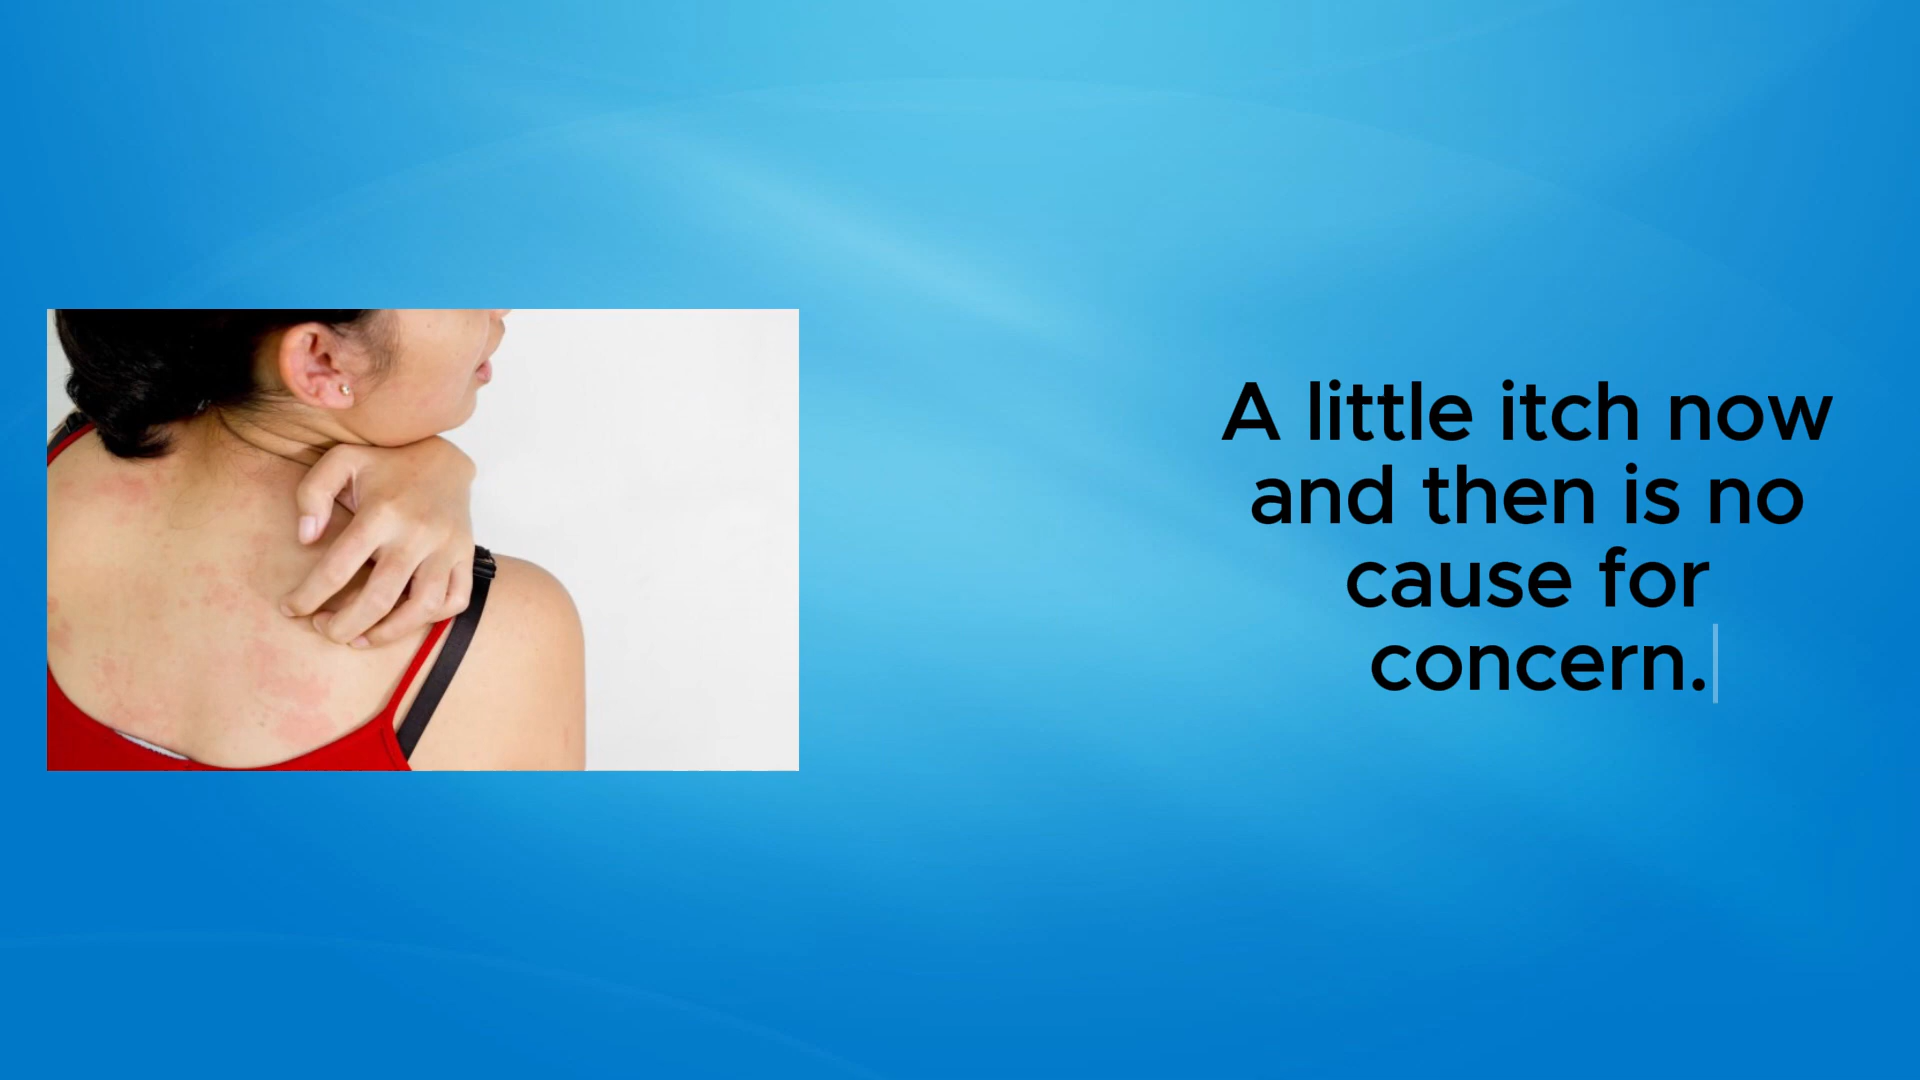 A little itch now
and then is no
cause for
concern.